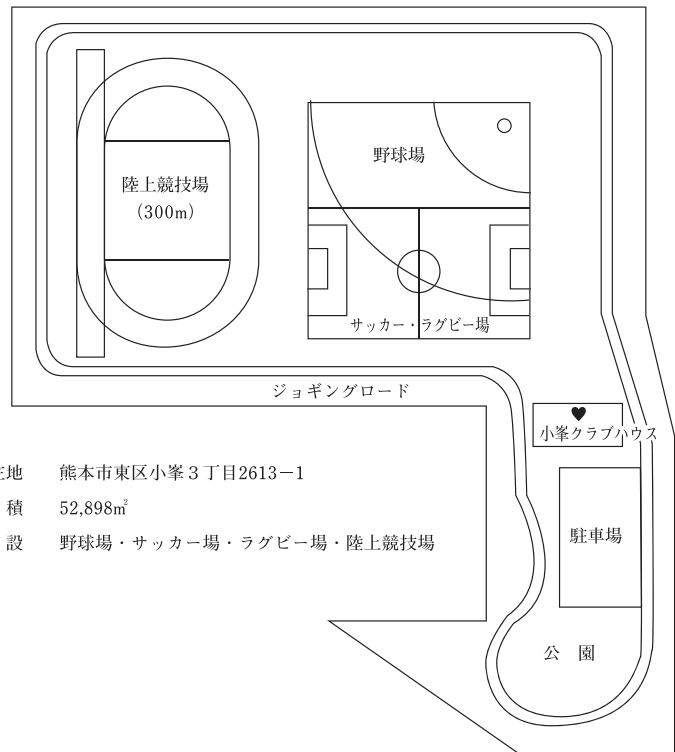 野球場
陸上競技場
（300m）
サッカー・ラグビー場
ジョギングロード
♥
小峯クラブハウス
在地　熊本市東区小峯３丁目2613－1
積　52,898㎡
設　野球場・サッカー場・ラグビー場・陸上競技場
駐車場
公　園